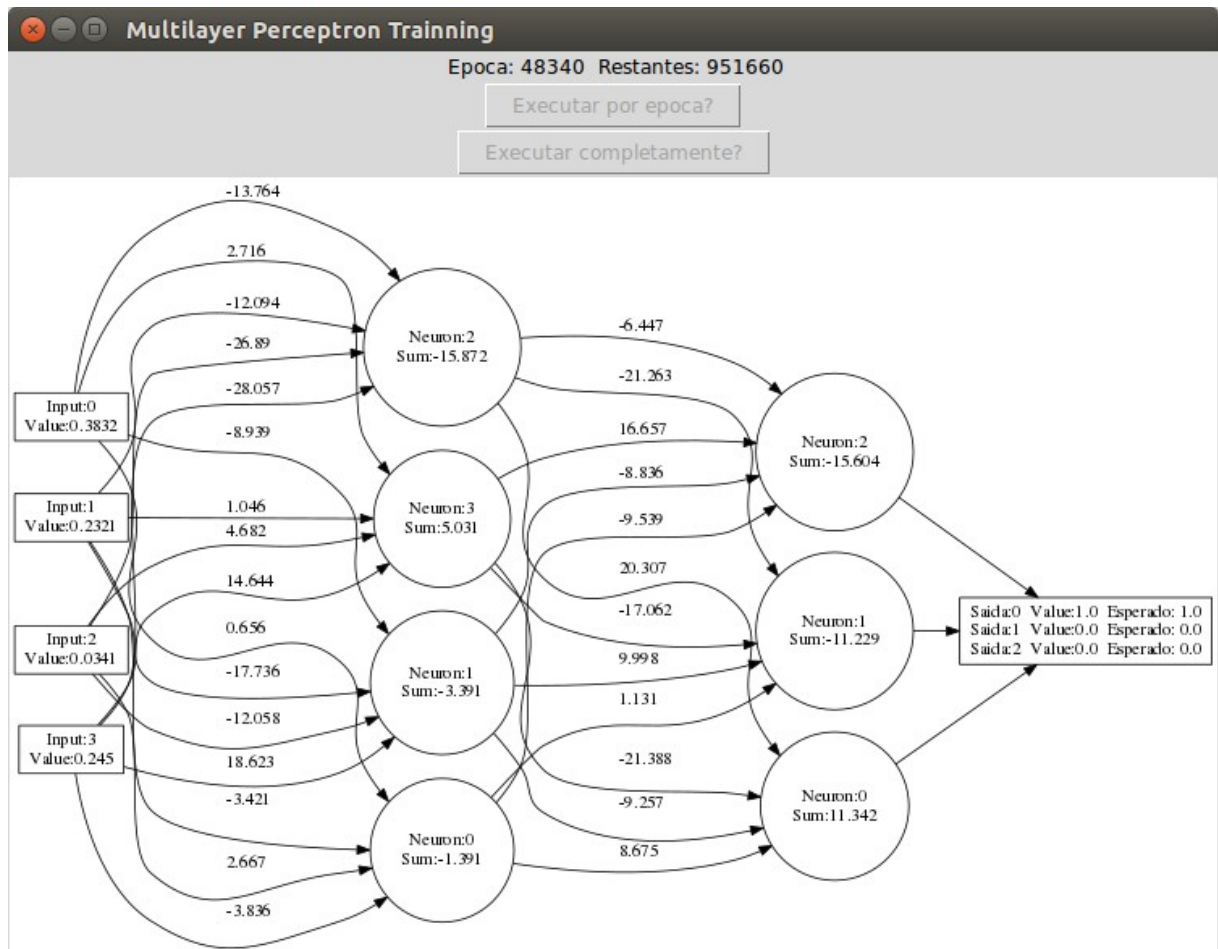 Multilayer Perceptron Trainning
Epoca: 48340 Restantes: 951660
Executar por epoca?
Executar completamente?
-13.764
2.716
-12.094
-26.89
-28.057
-8.939
1.046
4.682
14.644
0.656
-17.736
-12.058
18.623
-3.421
2.667
-3.836
Input:0
Value:0.3832
Input:1
Value:0.2321
Input:2
Value:0.0341
Input:3
Value:0.245
Neuron:2
Sum:-15.872
Neuron:3
Sum:5.031
Neuron:1
Sum:-3.391
Neuron:0
Sum:-1.391
-6.447
-21.263
16.657
-8.836
-9.539
20.307
-17.062
9.998
1.131
-21.388
-9.257
8.675
Neuron:2
Sum:-15.604
Neuron:1
Sum:-11.229
Neuron:0
Sum:11.342
Saida:0 Value:1.0 Esperado: 1.0
Saida:1 Value:0.0 Esperado: 0.0
Saida:2 Value:0.0 Esperado: 0.0